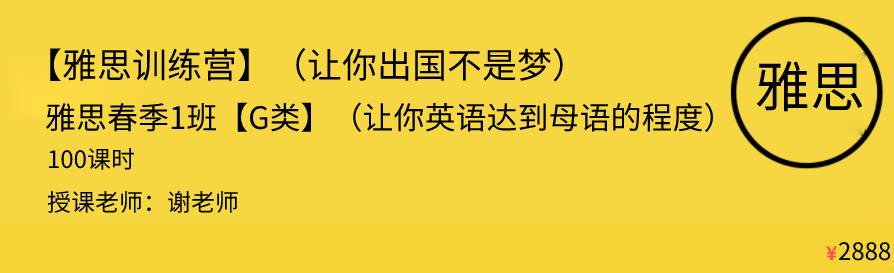 【雅思训练营】（让你出国不是梦）
雅思春季1班【G类】（让你英语达到母语的程度）
100课时
授课老师：谢老师
雅思
¥2888